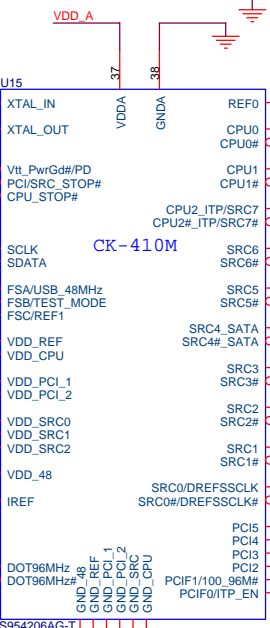 VDD_A
37
38
U15
VDDA
GNDA
XTAL_IN
REF0
XTAL_OUT
CPU0
CPU0#
Vtt_PwrGd#/PD
CPU1
PCI/SRC_STOP#
CPU1#
CPU_STOP#
CPU2_ITP/SRC7
CPU2#_ITP/SRC7#
CK-410M
SCLK
SRC6
SDATA
SRC6#
FSA/USB_48MHz
SRC5
FSB/TEST_MODE
SRC5#
FSC/REF1
SRC4_SATA
VDD_REF
SRC4#_SATA
VDD_CPU
SRC3
VDD_PCI_1
SRC3#
VDD_PCI_2
SRC2
VDD_SRC0
SRC2#
VDD_SRC1
VDD_SRC2
SRC1
SRC1#
VDD_48
SRC0/DREFSSCLK
IREF
SRC0#/DREFSSCLK#
PCI5
PCI4
PCI3
DOT96MHz
PCI2
DOT96MHz#
PCIF1/100_96M#
PCIF0/ITP_EN
GND_48
GND_REF
GND_PCI_1
GND_PCI_2
GND_SRC
GND_CPU
S954206AG-T